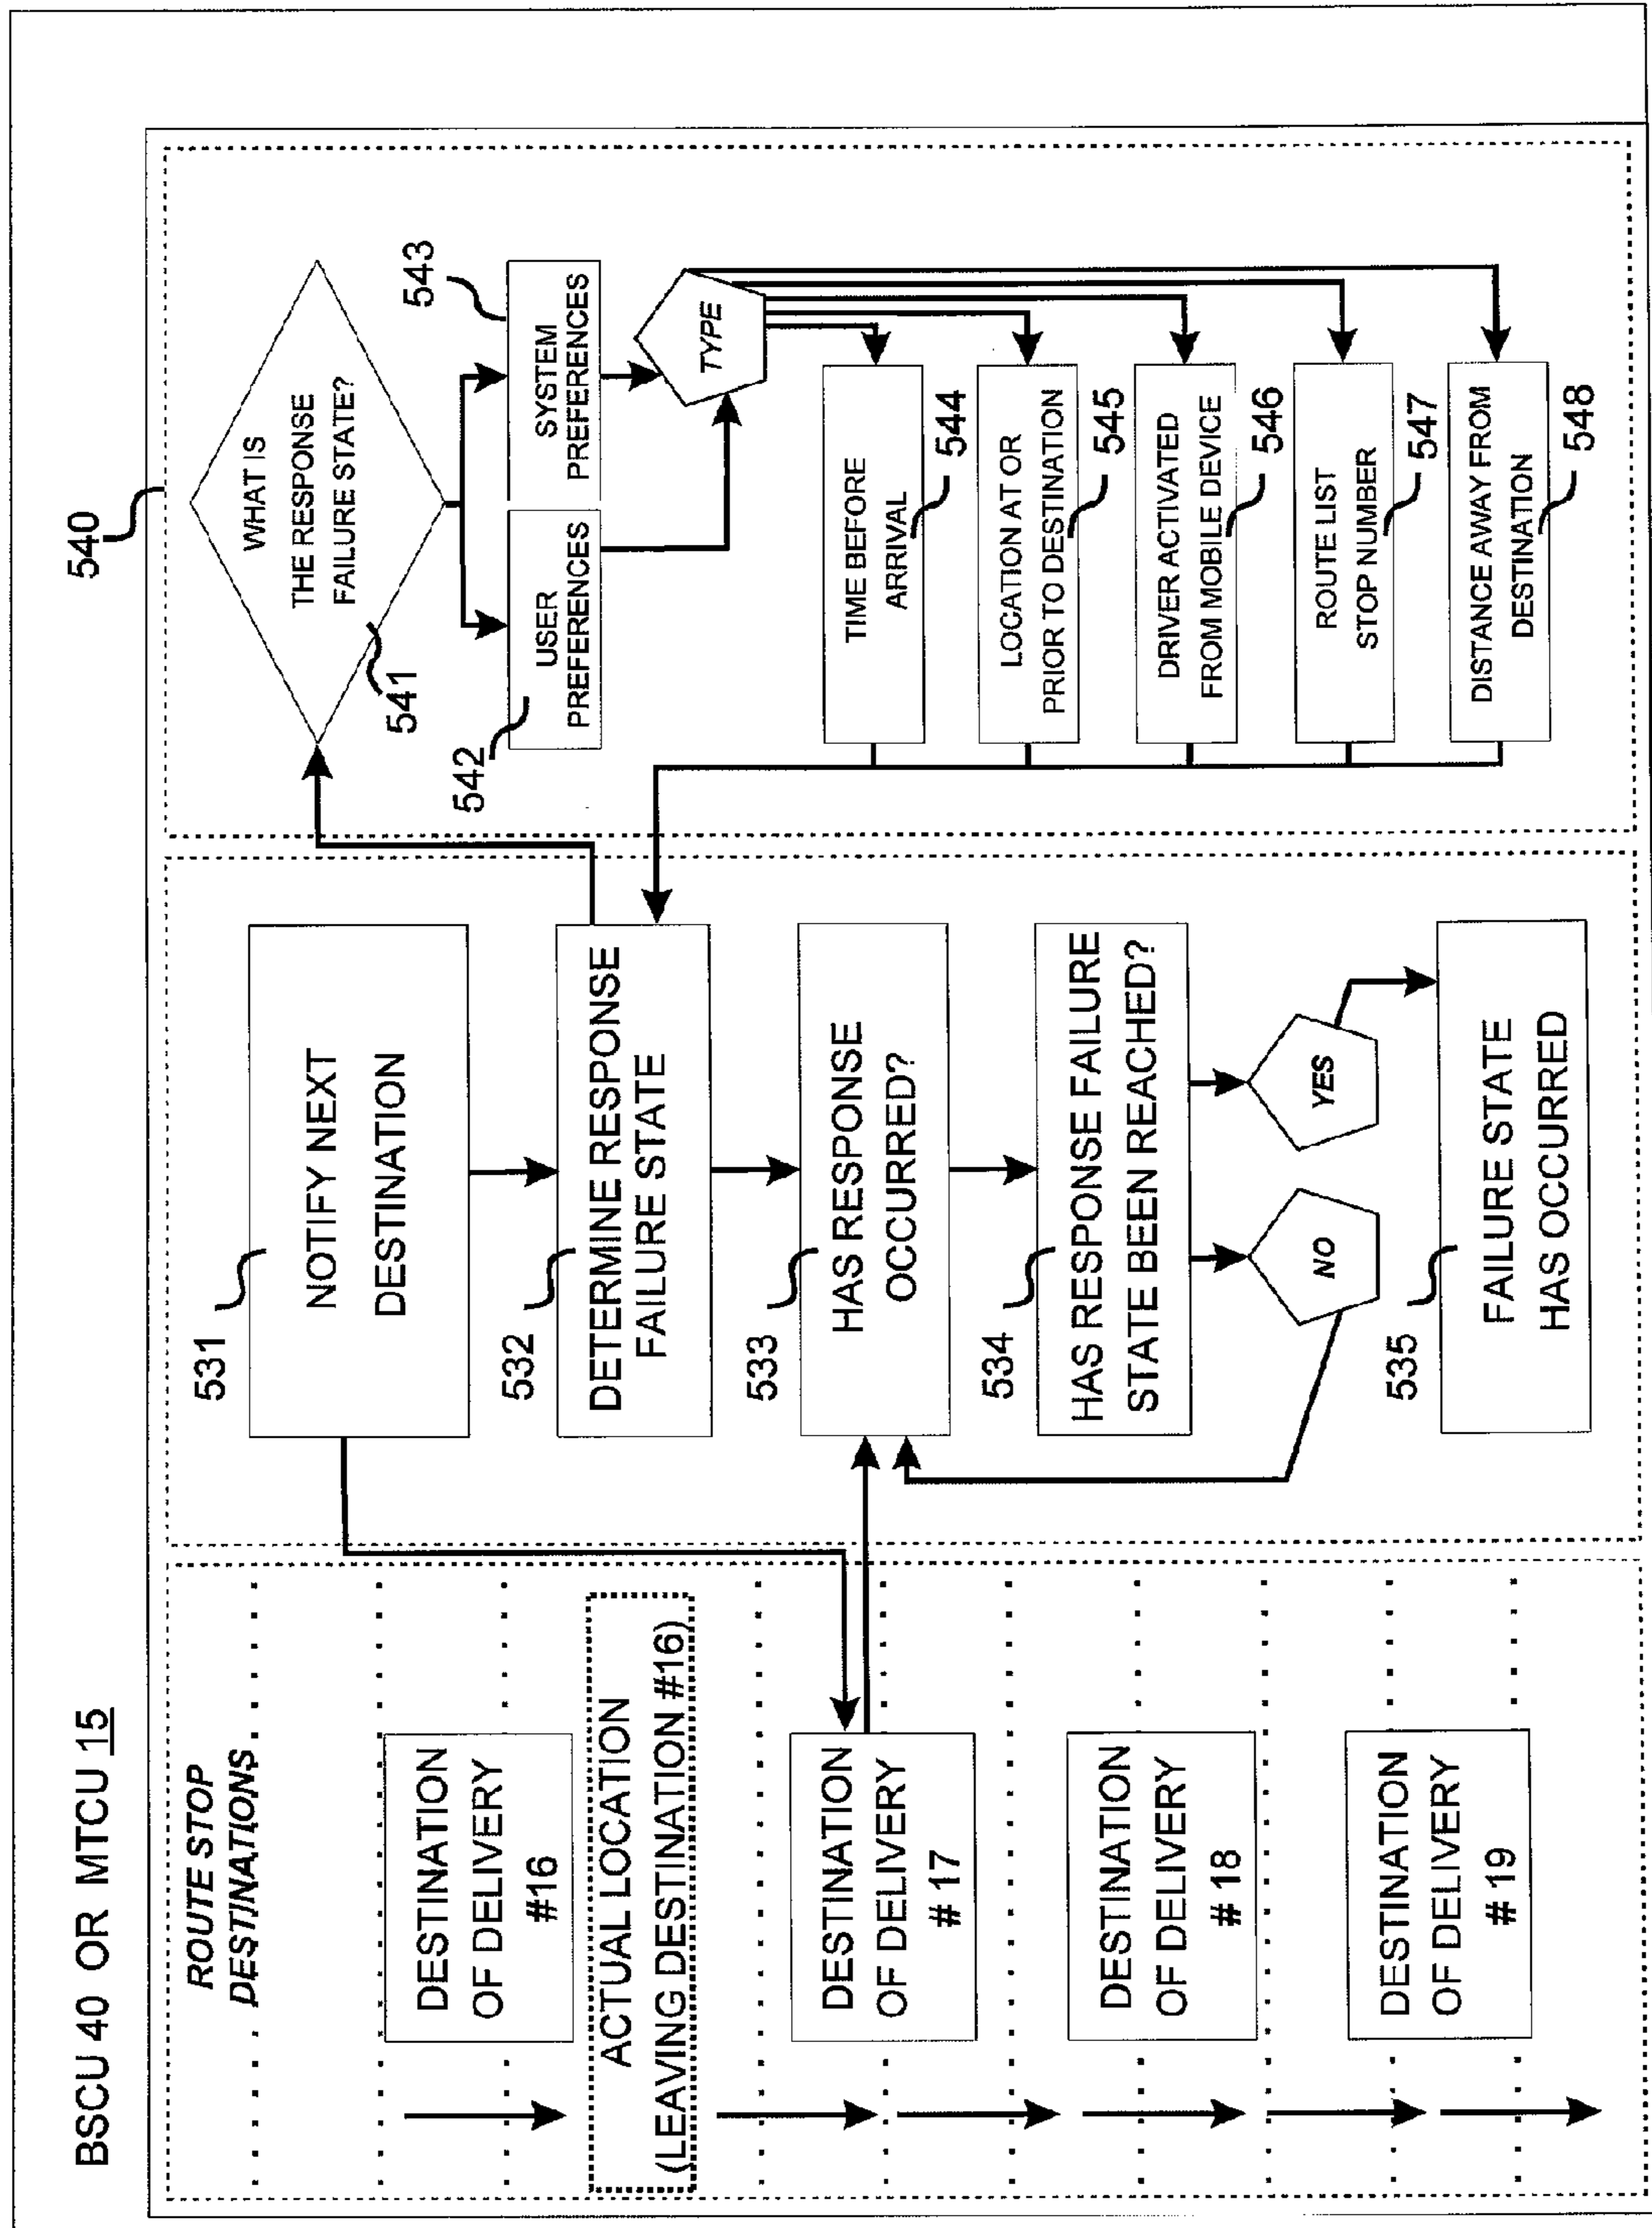 BSCU 40 OR MTCU 15
ROUTE STOP
DESTINATIONS
DESTINATION
OF DELIVERY
#16
ACTUAL LOCATION
(LEAVING DESTINATION #16)
DESTINATION
OF DELIVERY
# 17
DESTINATION
OF DELIVERY
# 18
DESTINATION
OF DELIVERY
# 19
531
NOTIFY NEXT
DESTINATION
532
DETERMINE RESPONSE
FAILURE STATE
533
HAS RESPONSE
OCCURRED?
534
HAS RESPONSE FAILURE
STATE BEEN REACHED?
NO
YES
535
FAILURE STATE
HAS OCCURRED
540
WHAT IS
THE RESPONSE
FAILURE STATE?
541
542
USER
PREFERENCES
543
SYSTEM
PREFERENCES
TYPE
TIME BEFORE
ARRIVAL
544
LOCATION AT OR
PRIOR TO DESTINATION
545
DRIVER ACTIVATED
FROM MOBILE DEVICE
546
ROUTE LIST
STOP NUMBER
547
DISTANCE AWAY FROM
DESTINATION
548